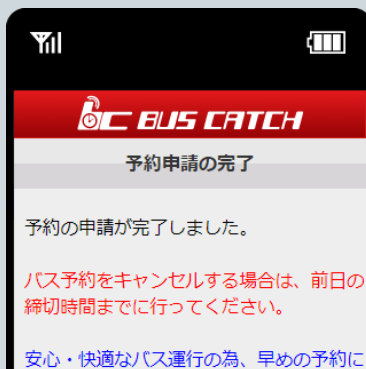 BUS CATCH
予約申請の完了
予約の申請が完了しました。
バス予約をキャンセルする場合は、前日の
締切時間までに行ってください。
安心・快適なバス運行の為、早めの予約に